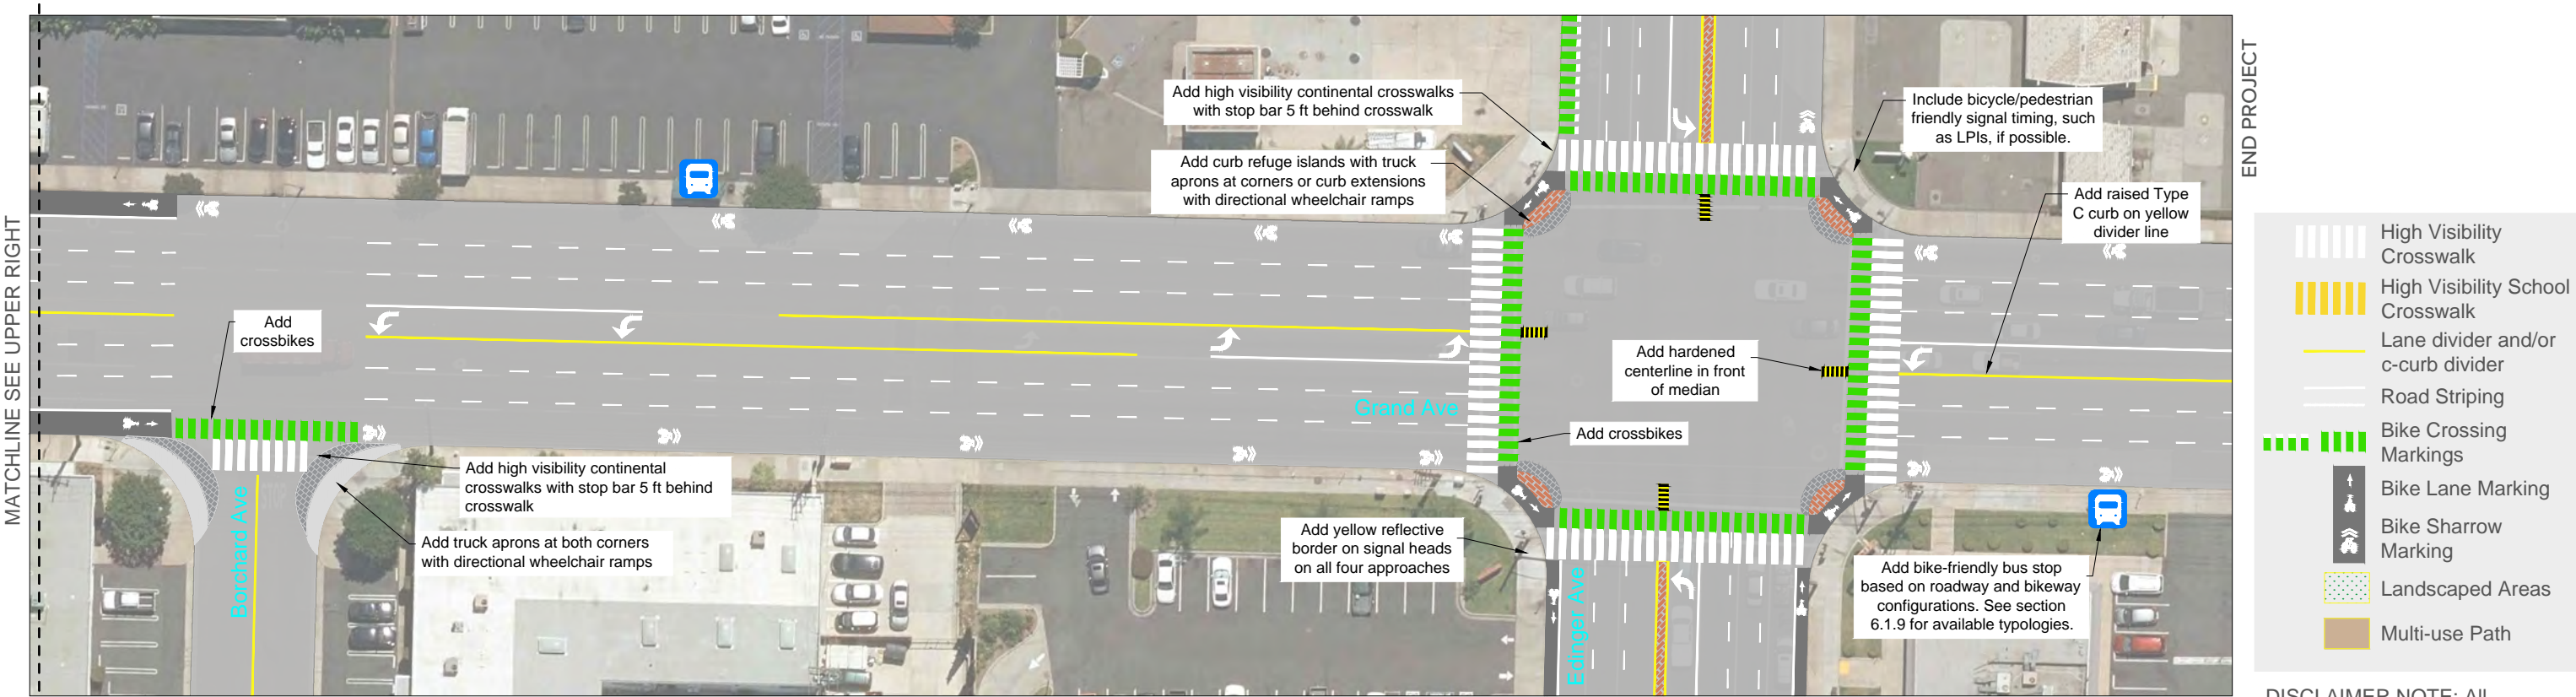 MATCHLINE SEE UPPER RIGHT
Add high visibility continental crosswalks
with stop bar 5 ft behind crosswalk
Add curb refuge islands with truck
aprons at corners or curb extensions
with directional wheelchair ramps
Include bicycle/pedestrian
friendly signal timing, such
as LPIs, if possible.
Add raised Type
C curb on yellow
divider line
Add
crossbikes
Add hardened
centerline in front
of median
Grand Ave
Add crossbikes
Add high visibility continental
crosswalks with stop bar 5 ft behind
crosswalk
Add truck aprons at both corners
with directional wheelchair ramps
Borchard Ave
Add yellow reflective
border on signal heads
on all four approaches
Edinger Ave
Add bike-friendly bus stop
based on roadway and bikeway
configurations. See section
6.1.9 for available typologies.
END PROJECT
High Visibility
Crosswalk
High Visibility School
Crosswalk
Lane divider and/or
c-curb divider
Road Striping
Bike Crossing
Markings
Bike Lane Marking
Bike Sharrow
Marking
Landscaped Areas
Multi-use Path
DISCLAIMER NOTE: All